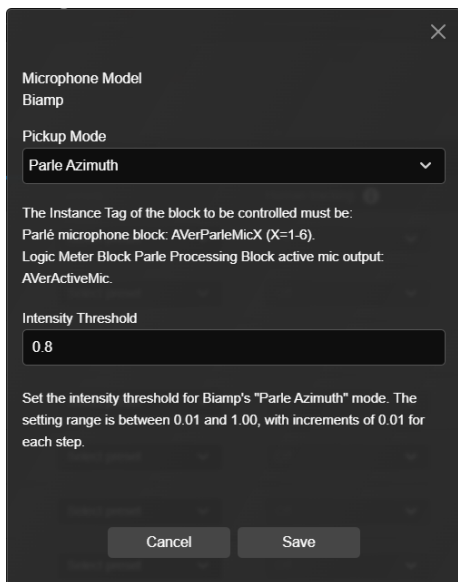 Microphone Model
Biamp
Pickup Mode
Parle Azimuth
The Instance Tag of the block to be controlled must be:
Parlé microphone block: AVerParleMicX (X=1-6).
Logic Meter Block Parle Processing Block active mic output:
AVerActiveMic.
Intensity Threshold
0.8
Set the intensity threshold for Biamp's "Parle Azimuth" mode. The
setting range is between 0.01 and 1.00, with increments of 0.01 for
each step.
Cancel Save